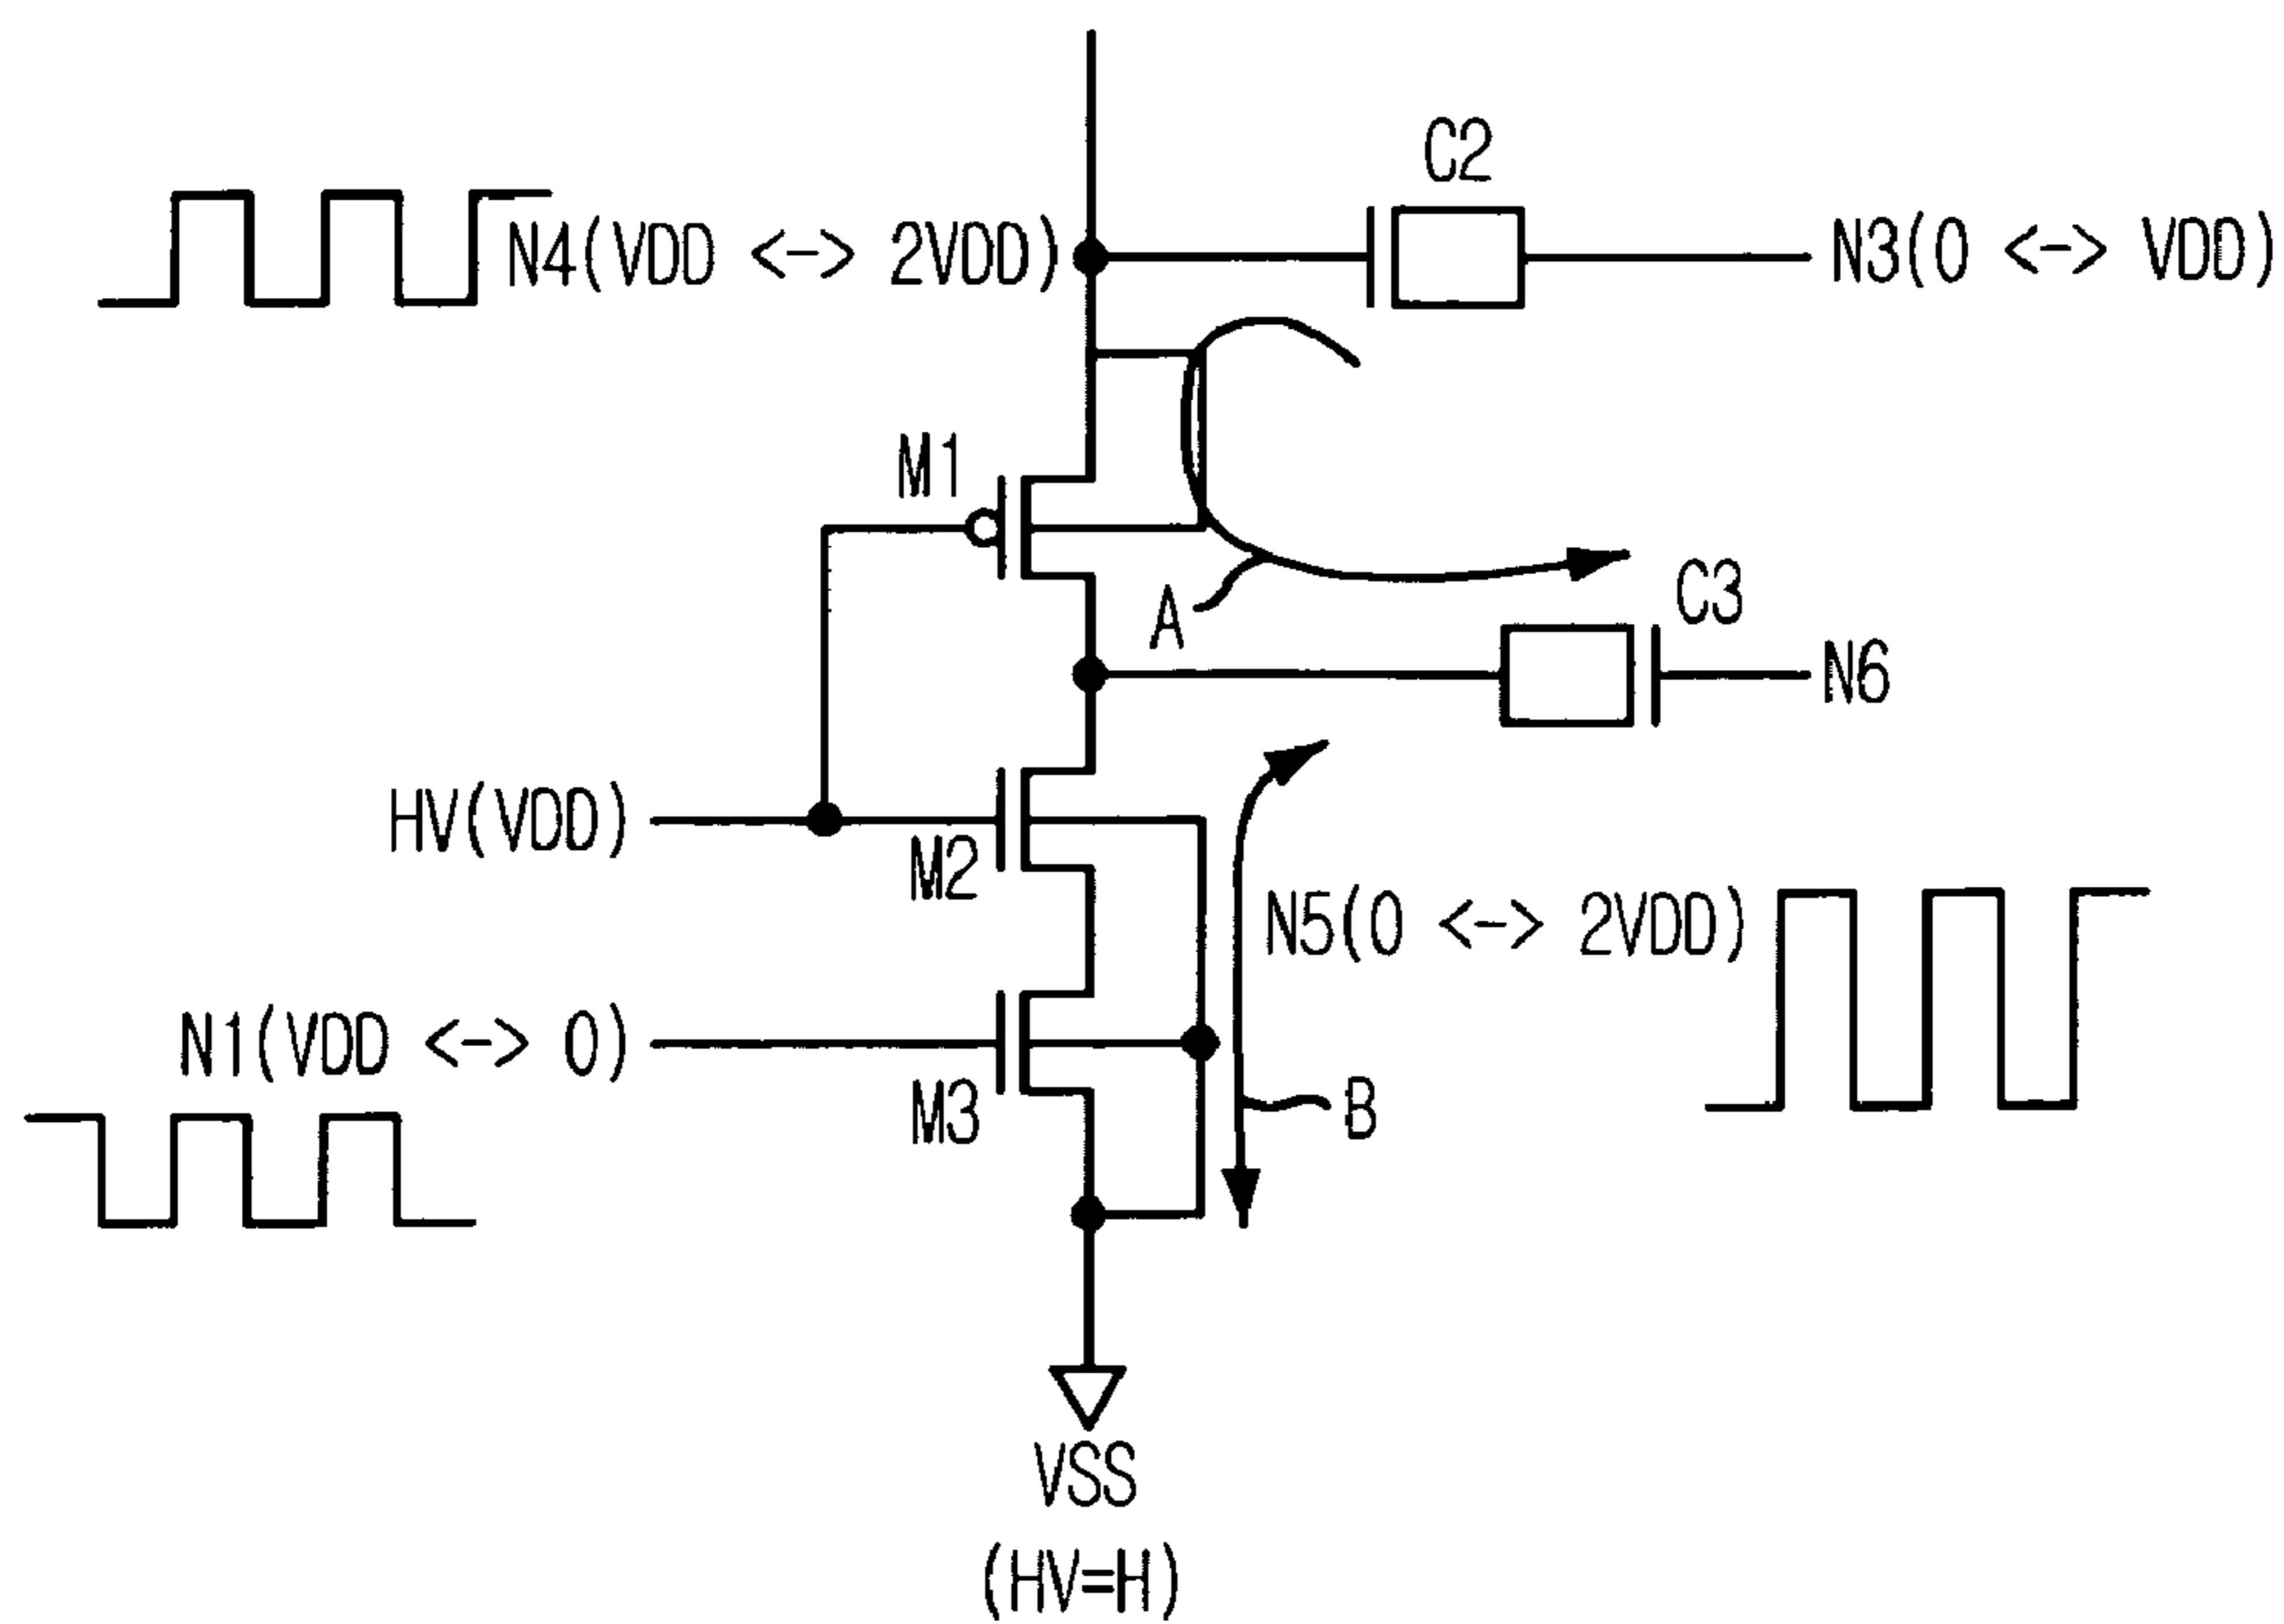 C2
N4(VDD <-> 2VDD)
N3(0 <-> VDD)
M1
A
C3
N6
HV(VDD)
M2
N5(0 <-> 2VDD)
N1(VDD <-> 0)
M3
B
VSS
(HV=H)